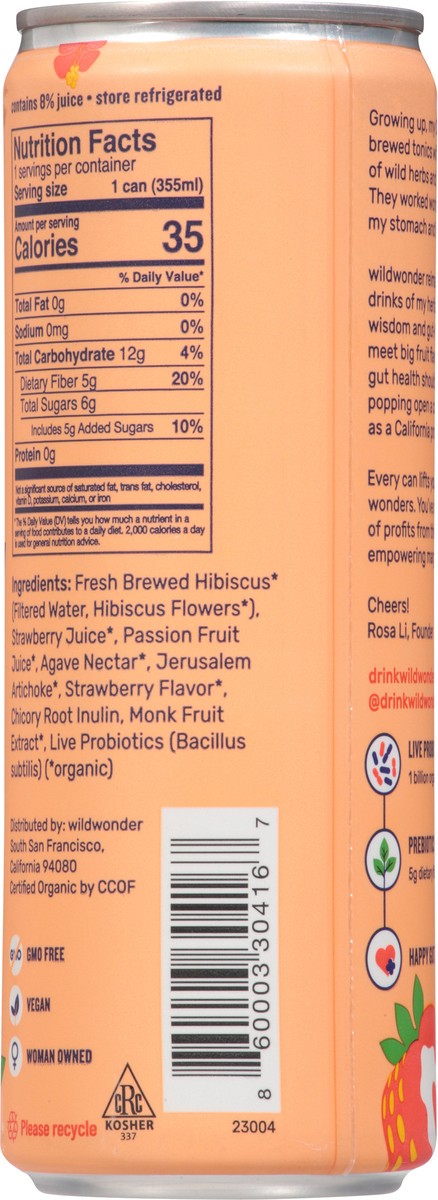 contains 8% juice • store refrigerated
Nutrition Facts
1 servings per container
Serving size 1 can (355ml)
Amount per serving
Calories 35
% Daily Value*
Total Fat 0g 0%
Sodium 0mg 0%
Total Carbohydrate 12g 4%
Dietary Fiber 5g 20%
Total Sugars 6g
Includes 5g Added Sugars 10%
Protein 0g
Not a significant source of saturated fat, trans fat, cholesterol,
vitamin D, potassium, calcium, or iron
*The % Daily Value (DV) tells you how much a nutrient in a
serving of food contributes to a daily diet. 2,000 calories a day
is used for general nutrition advice.
Ingredients: Fresh Brewed Hibiscus*
(Filtered Water, Hibiscus Flowers*),
Strawberry Juice*, Passion Fruit
Juice*, Agave Nectar*, Jerusalem
Artichoke*, Strawberry Flavor*,
Chicory Root Inulin, Monk Fruit
Extract*, Live Probiotics (Bacillus
subtilis) (*organic)
Distributed by: wildwonder
South San Francisco,
California 94080
Certified Organic by CCOF
GMO FREE
VEGAN
WOMAN OWNED
Please recycle
CRC
KOSHER
337
8 60003 30416 7
23004
Growing up, my
brewed tonics
of wild herbs
They worked
my stomach and
wildwonder
drinks of my
wisdom and
meet big fruit
gut health
popping open a
as a California
Every can lifts
wonders.
of profits from
empowering
Cheers!
Rosa Li, Founder
drinkwildwonde
@drinkwildwon
LIVE
1 billion
PREBIOTIC
5g
HAPPY